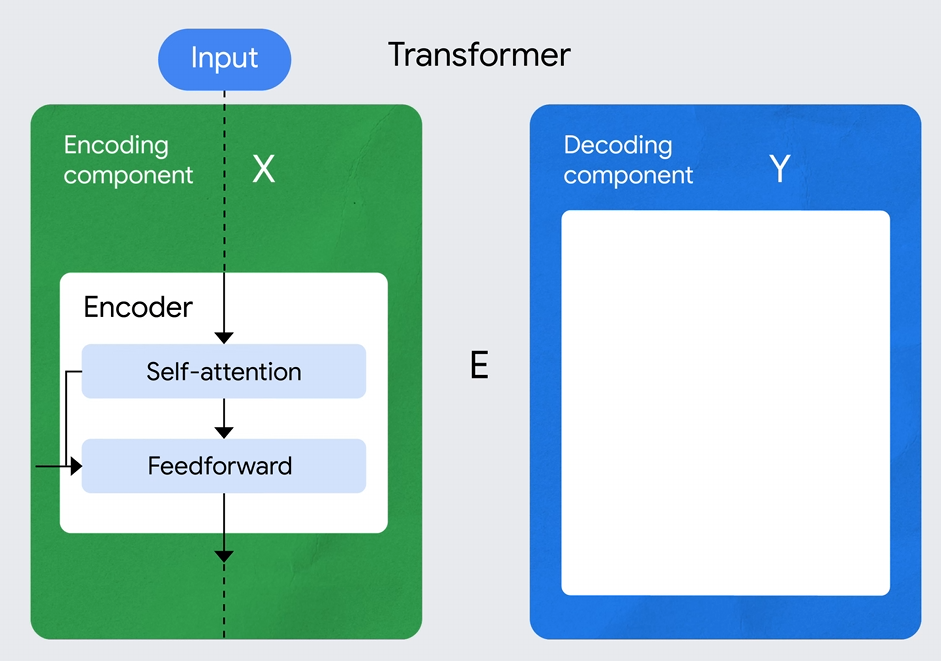 Input
Transformer
Encoding
component
X
Encoder
Self-attention
Feedforward
E
Decoding
component
Y